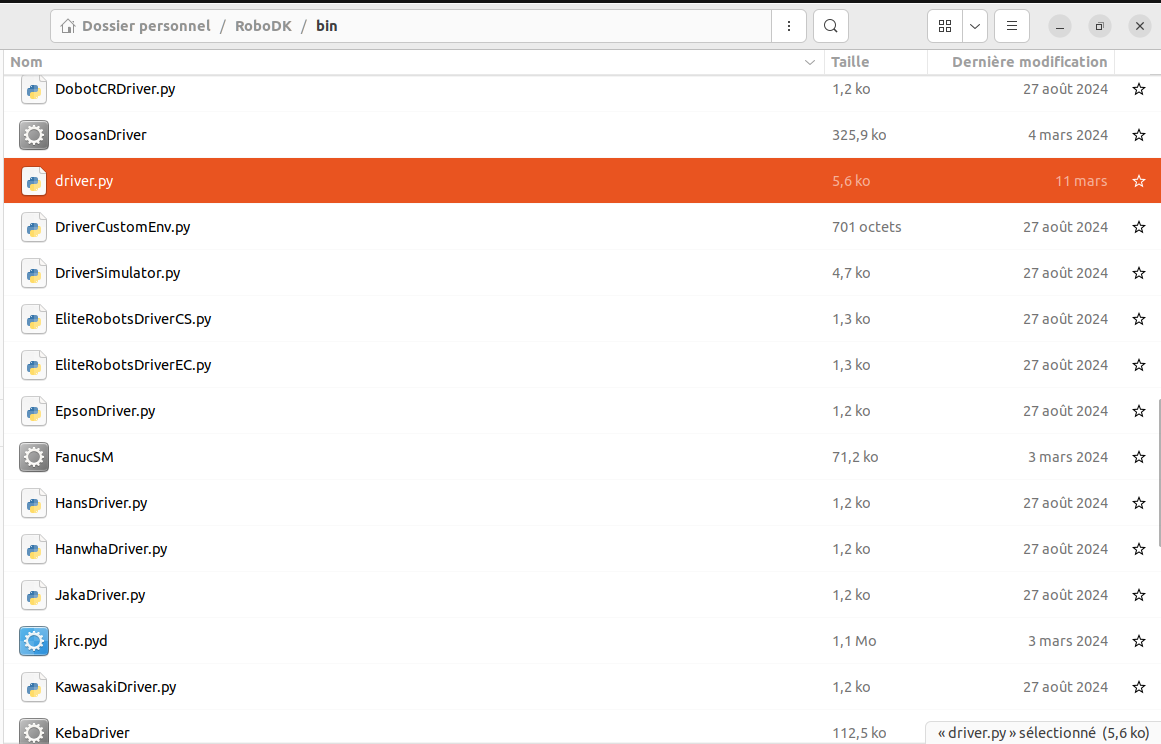 Dossier personnel / RoboDK / bin
Nom Taille Dernière modification
DobotCRDriver.py 1,2 ko 27 août 2024
DoosanDriver 325,9 ko 4 mars 2024
driver.py 5,6 ko 11 mars
DriverCustomEnv.py 701 octets 27 août 2024
DriverSimulator.py 4,7 ko 27 août 2024
EliteRobotsDriverCS.py 1,3 ko 27 août 2024
EliteRobotsDriverEC.py 1,3 ko 27 août 2024
EpsonDriver.py 1,2 ko 27 août 2024
FanucSM 71,2 ko 3 mars 2024
HansDriver.py 1,2 ko 27 août 2024
HanwhaDriver.py 1,2 ko 27 août 2024
JakaDriver.py 1,2 ko 27 août 2024
jkrc.pyd 1,1 Mo 3 mars 2024
KawasakiDriver.py 1,2 ko 27 août 2024
KebaDriver 112,5 ko
« driver.py » sélectionné (5,6 ko)